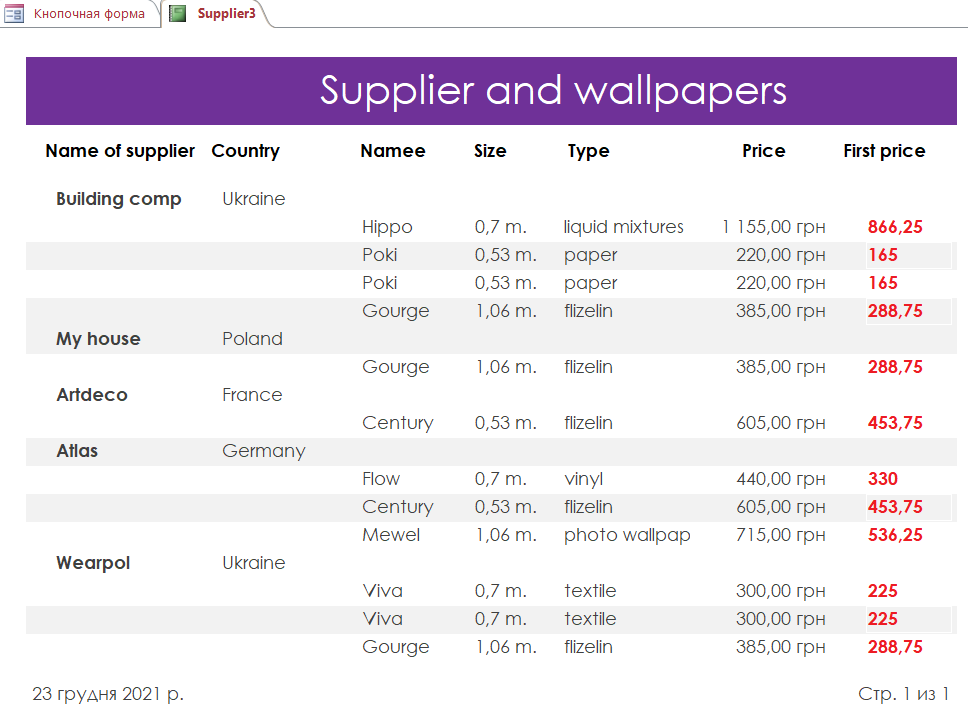 Кнопочная форма Supplier3
Supplier and wallpapers
Name of supplier Country Namee Size Type Price First price
Building comp Ukraine
Hippo 0,7 m. liquid mixtures 1 155,00 грн 866,25
Poki 0,53 m. paper 220,00 грн 165
Poki 0,53 m. paper 220,00 грн 165
Gourge 1,06 m. flizelin 385,00 грн 288,75
My house Poland
Gourge 1,06 m. flizelin 385,00 грн 288,75
Artdeco France
Century 0,53 m. flizelin 605,00 грн 453,75
Atlas Germany
Flow 0,7 m. vinyl 440,00 грн 330
Century 0,53 m. flizelin 605,00 грн 453,75
Mewel 1,06 m. photo wallpap 715,00 грн 536,25
Wearpol Ukraine
Viva 0,7 m. textile 300,00 грн 225
Viva 0,7 m. textile 300,00 грн 225
Gourge 1,06 m. flizelin 385,00 грн 288,75
23 грудня 2021 р. Стр. 1 из 1